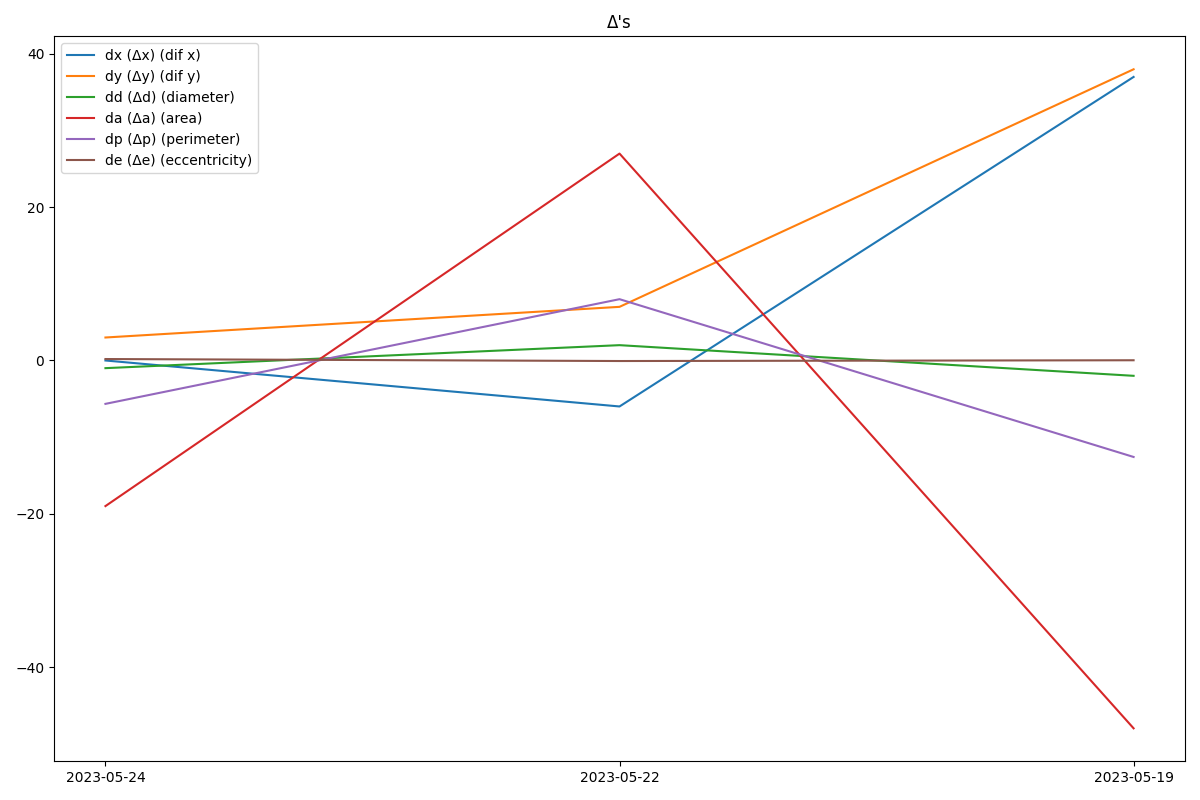 Δ's
dx (Δx) (dif x)
dy (Δy) (dif y)
dd (Δd) (diameter)
da (Δa) (area)
dp (Δp) (perimeter)
de (Δe) (eccentricity)
40
20
0
−20
−40
2023-05-24
2023-05-22
2023-05-19